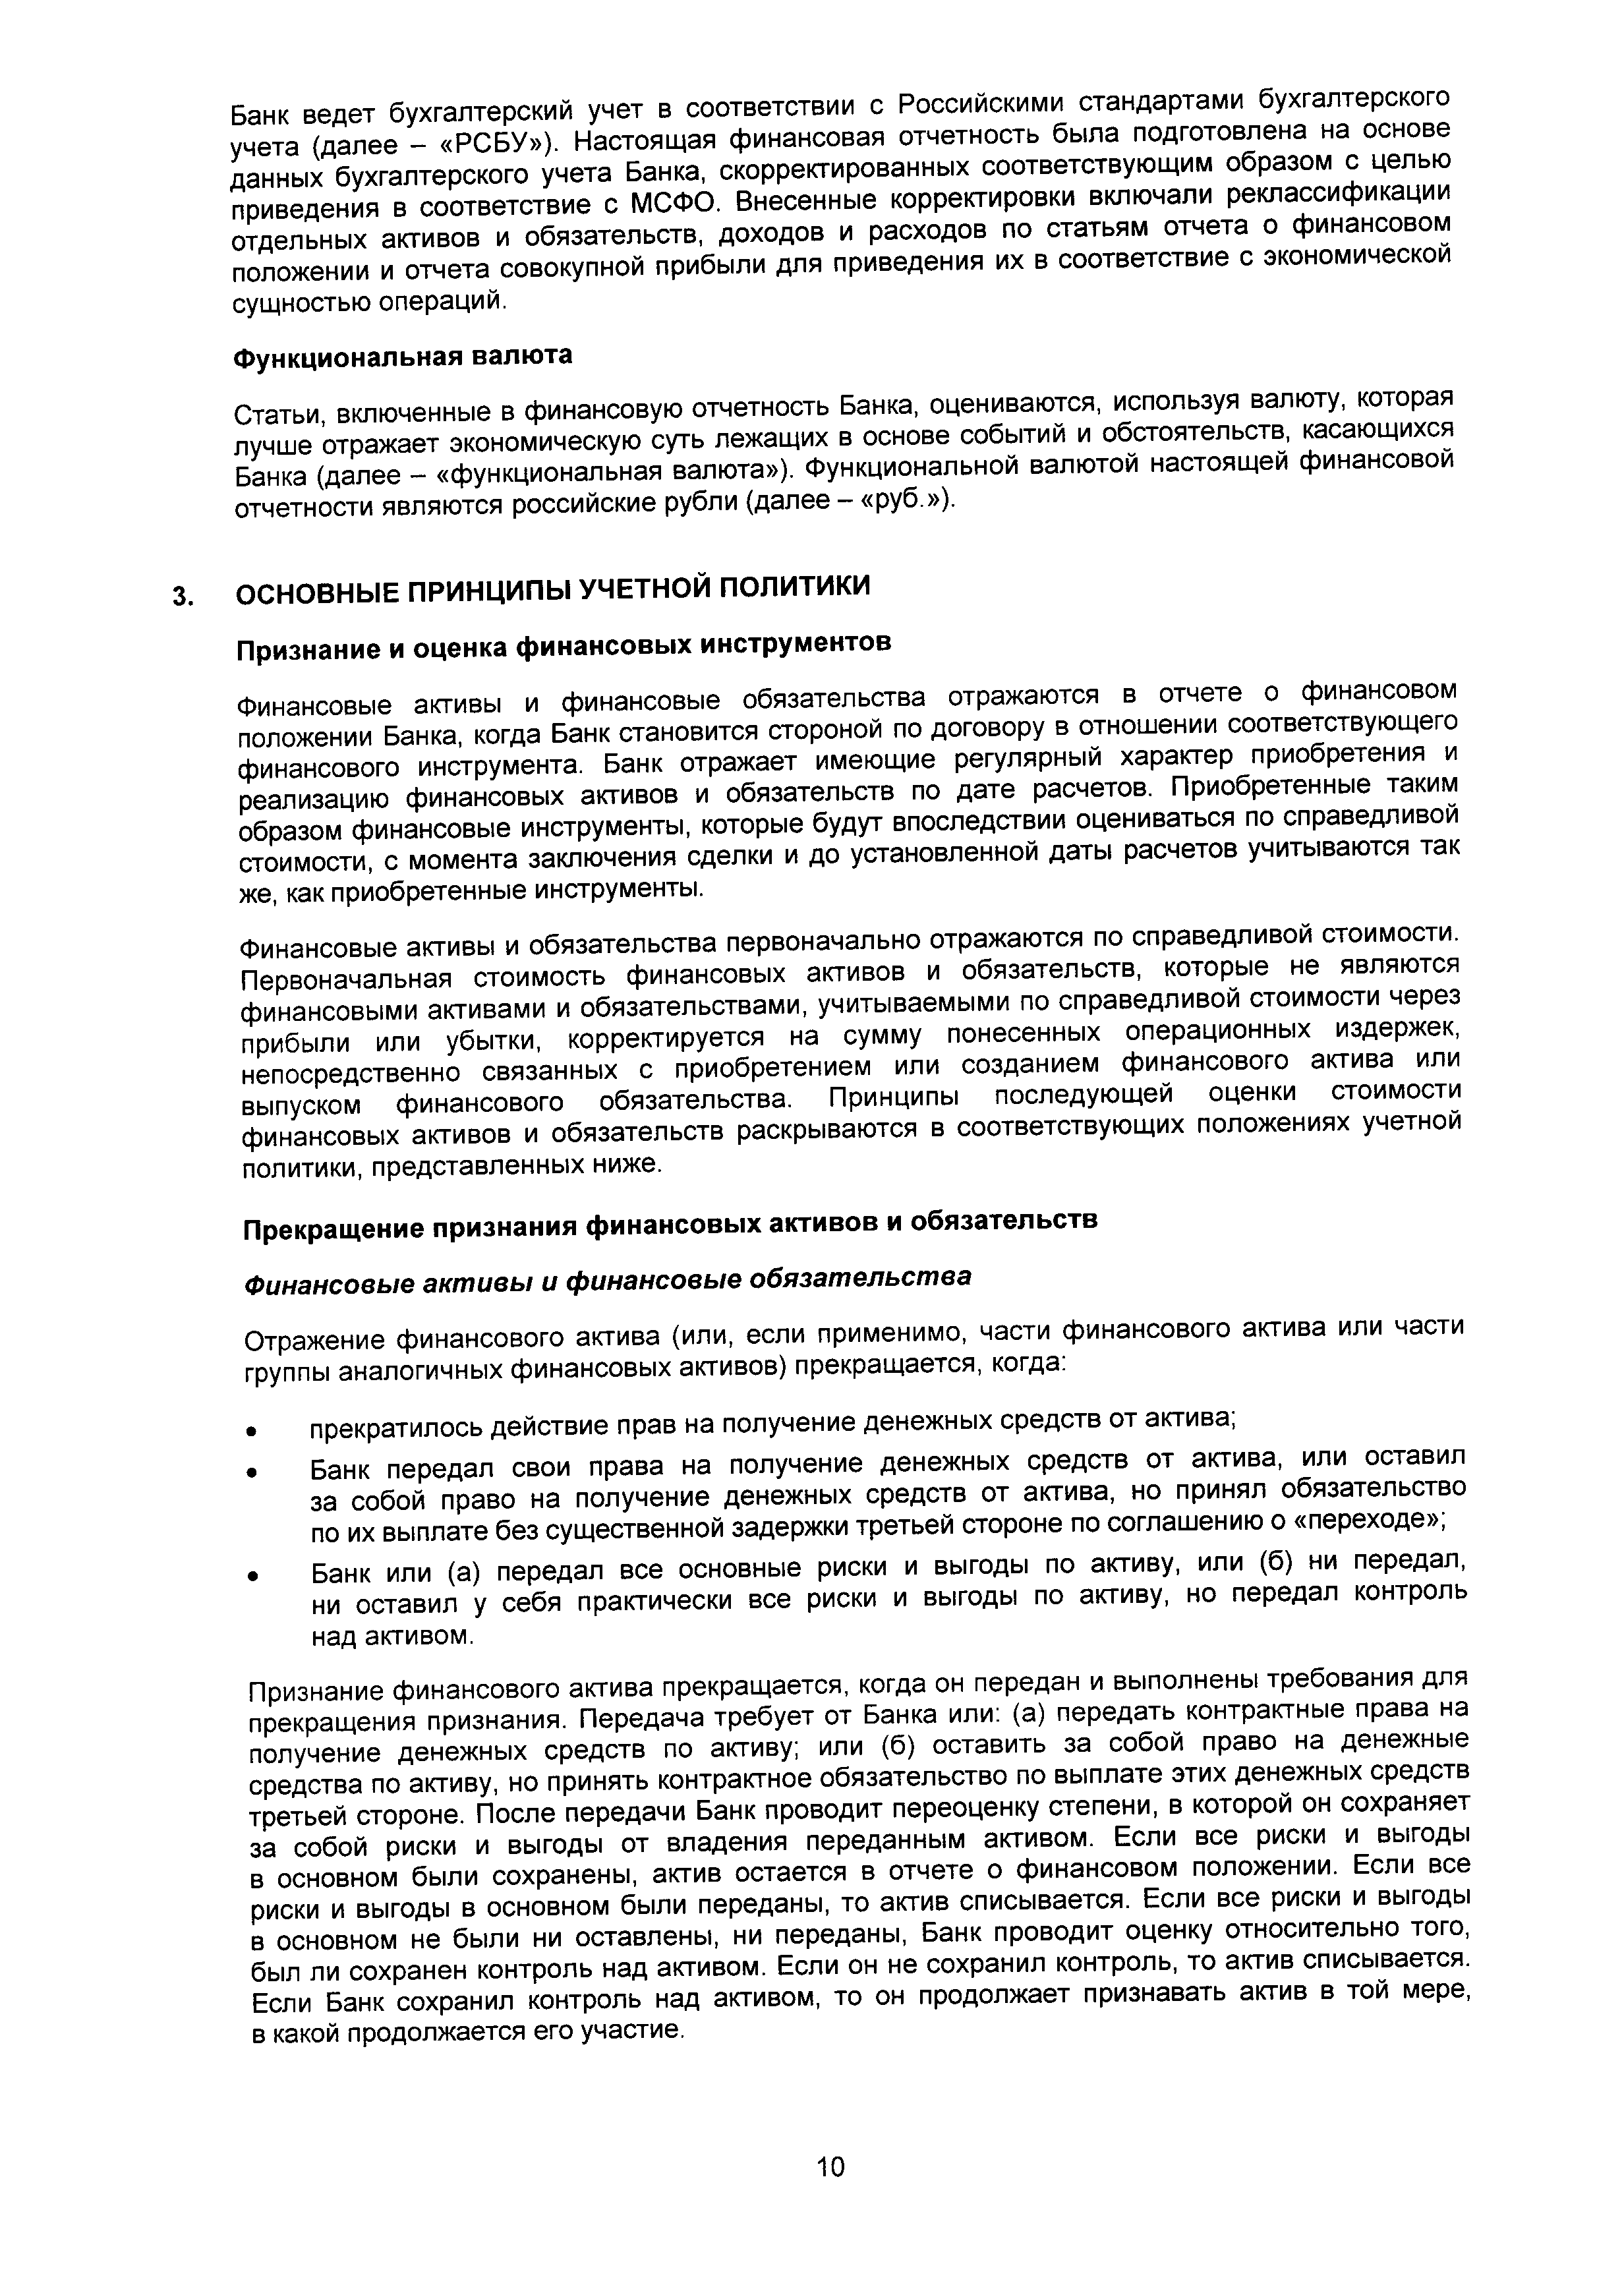 Банк ведет бухгалтерский учет в соответствии с Российскими стандартами бухгалтерского
учета (далее – «РСБУ»). Настоящая финансовая отчетность была подготовлена на основе
данных бухгалтерского учета Банка, скорректированных соответствующим образом с целью
приведения в соответствие с МСФО. Внесенные корректировки включали реклассификации
отдельных активов и обязательств, доходов и расходов по статьям отчета о финансовом
положении и отчета совокупной прибыли для приведения их в соответствие с экономической
сущностью операций.
Функциональная валюта
Статьи, включенные в финансовую отчетность Банка, оцениваются, используя валюту, которая
лучше отражает экономическую суть лежащих в основе событий и обстоятельств, касающихся
Банка (далее – «функциональная валюта»). Функциональной валютой настоящей финансовой
отчетности являются российские рубли (далее – «руб.»).
3. ОСНОВНЫЕ ПРИНЦИПЫ УЧЕТНОЙ ПОЛИТИКИ
Признание и оценка финансовых инструментов
Финансовые активы и финансовые обязательства отражаются в отчете о финансовом
положении Банка, когда Банк становится стороной по договору в отношении соответствующего
финансового инструмента. Банк отражает имеющие регулярный характер приобретения и
реализацию финансовых активов и обязательств по дате расчетов. Приобретенные таким
образом финансовые инструменты, которые будут впоследствии оцениваться по справедливой
стоимости, с момента заключения сделки и до установленной даты расчетов учитываются так
же, как приобретенные инструменты.
Финансовые активы и обязательства первоначально отражаются по справедливой стоимости.
Первоначальная стоимость финансовых активов и обязательств, которые не являются
финансовыми активами и обязательствами, учитываемыми по справедливой стоимости через
прибыли или убытки, корректируется на сумму понесенных операционных издержек,
непосредственно связанных с приобретением или созданием финансового актива или
выпуском финансового обязательства. Принципы последующей оценки стоимости
финансовых активов и обязательств раскрываются в соответствующих положениях учетной
политики, представленных ниже.
Прекращение признания финансовых активов и обязательств
Финансовые активы и финансовые обязательства
Отражение финансового актива (или, если применимо, части финансового актива или части
группы аналогичных финансовых активов) прекращается, когда:
• прекратилось действие прав на получение денежных средств от актива;
• Банк передал свои права на получение денежных средств от актива, или оставил
за собой право на получение денежных средств от актива, но принял обязательство
по их выплате без существенной задержки третьей стороне по соглашению о «переходе»;
• Банк или (а) передал все основные риски и выгоды по активу, или (б) ни передал,
ни оставил у себя практически все риски и выгоды по активу, но передал контроль
над активом.
Признание финансового актива прекращается, когда он передан и выполнены требования для
прекращения признания. Передача требует от Банка или: (а) передать контрактные права на
получение денежных средств по активу; или (б) оставить за собой право на денежные
средства по активу, но принять контрактное обязательство по выплате этих денежных средств
третьей стороне. После передачи Банк проводит переоценку степени, в которой он сохраняет
за собой риски и выгоды от владения переданным активом. Если все риски и выгоды
в основном были сохранены, актив остается в отчете о финансовом положении. Если все
риски и выгоды в основном были переданы, то актив списывается. Если все риски и выгоды
в основном не были ни оставлены, ни переданы, Банк проводит оценку относительно того,
был ли сохранен контроль над активом. Если он не сохранил контроль, то актив списывается.
Если Банк сохранил контроль над активом, то он продолжает признавать актив в той мере,
в какой продолжается его участие.
10